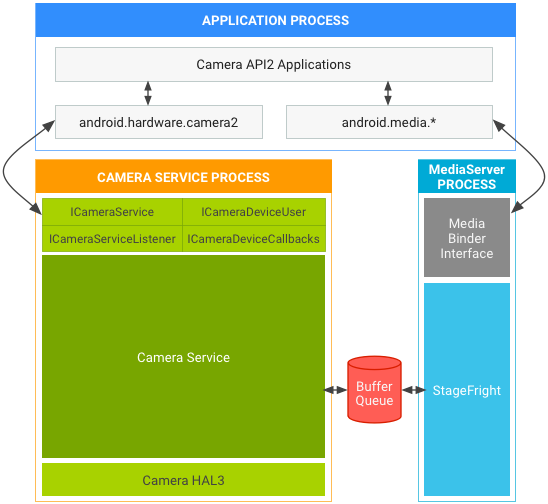 APPLICATION PROCESS
Camera API2 Applications
android.hardware.camera2
android.media.*
CAMERA SERVICE PROCESS
MediaServer
PROCESS
ICameraService
ICameraDeviceUser
ICameraServiceListener
ICameraDeviceCallbacks
Media
Binder
Interface
Camera Service
Buffer
Queue
StageFright
Camera HAL3